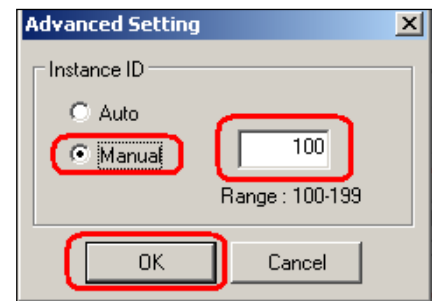 Advanced Setting
Instance ID
Auto
Manual
100
Range : 100-199
OK
Cancel